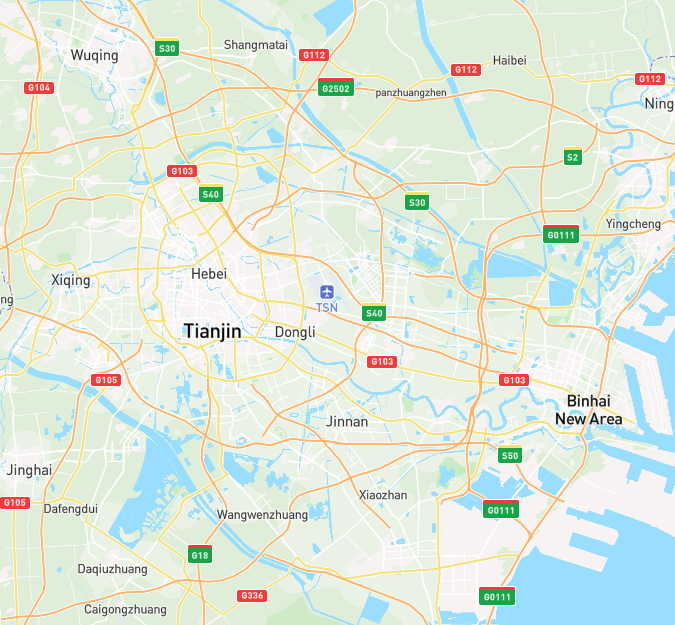 S30
Shangmatai
Wuqing
G112
Haibei
G112
G112
G104
G2502
panzhuangzhen
Ning
S2
G103
S40
S30
Yingcheng
G0111
Hebei
Xiqing
ng
TSN
S40
Tianjin
Dongli
G103
G105
G103
Binhai
New Area
Jinnan
S50
Jinghai
Xiaozhan
G105
Dafengdui
Wangwenzhuang
G0111
G18
Daqiuzhuang
G336
G0111
Caigongzhuang